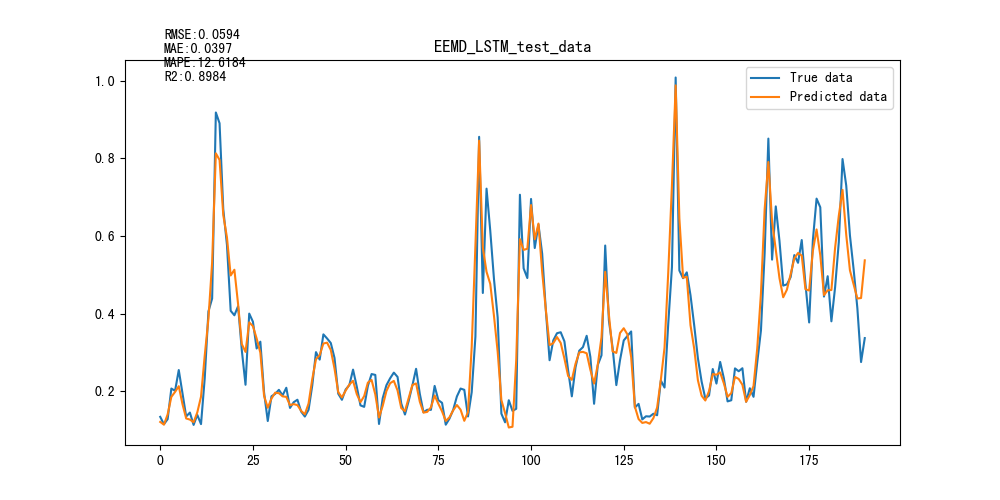 RMSE:0.0594
MAE:0.0397
MAPE:12.6184
R2:0.8984
EEMD_LSTM_test_data
True data
Predicted data
1.0
0.8
0.6
0.4
0.2
0
25
50
75
100
125
150
175